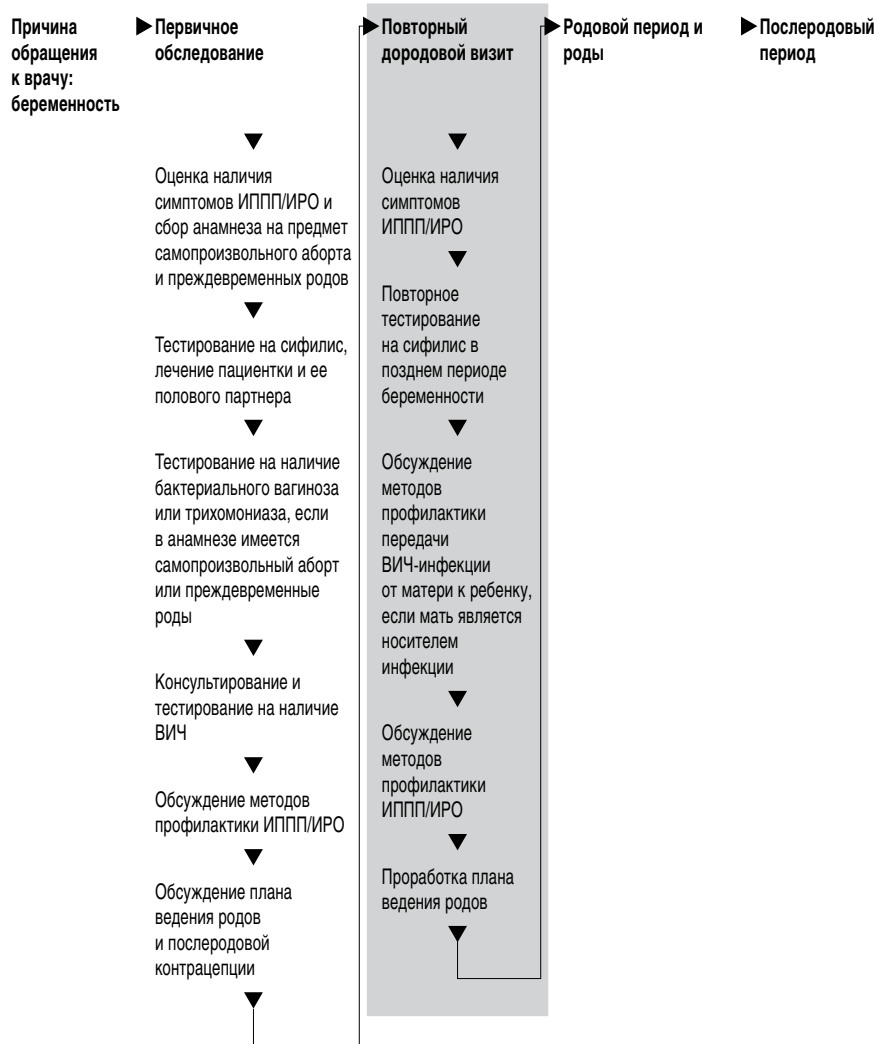 Причина
обращения
к врачу:
беременность
Первичное
обследование
Оценка наличия
симптомов ИППП/ИРО и
сбор анамнеза на предмет
самопроизвольного аборта
и преждевременных родов
Тестирование на сифилис,
лечение пациентки и ее
полового партнера
Тестирование на наличие
бактериального вагиноза
или трихомониаза, если
в анамнезе имеется
самопроизвольный аборт
или преждевременные
роды
Консультирование и
тестирование на наличие
ВИЧ
Обсуждение методов
профилактики ИППП/ИРО
Обсуждение плана
ведения родов
и послеродовой
контрацепции
Повторный
дородовой визит
Оценка наличия
симптомов
ИППП/ИРО
Повторное
тестирование
на сифилис в
позднем периоде
беременности
Обсуждение
методов
профилактики
передачи
ВИЧ-инфекции
от матери к ребенку,
если мать является
носителем
инфекции
Обсуждение
методов
профилактики
ИППП/ИРО
Проработка плана
ведения родов
Родовой период и
роды
Послеродовый
период